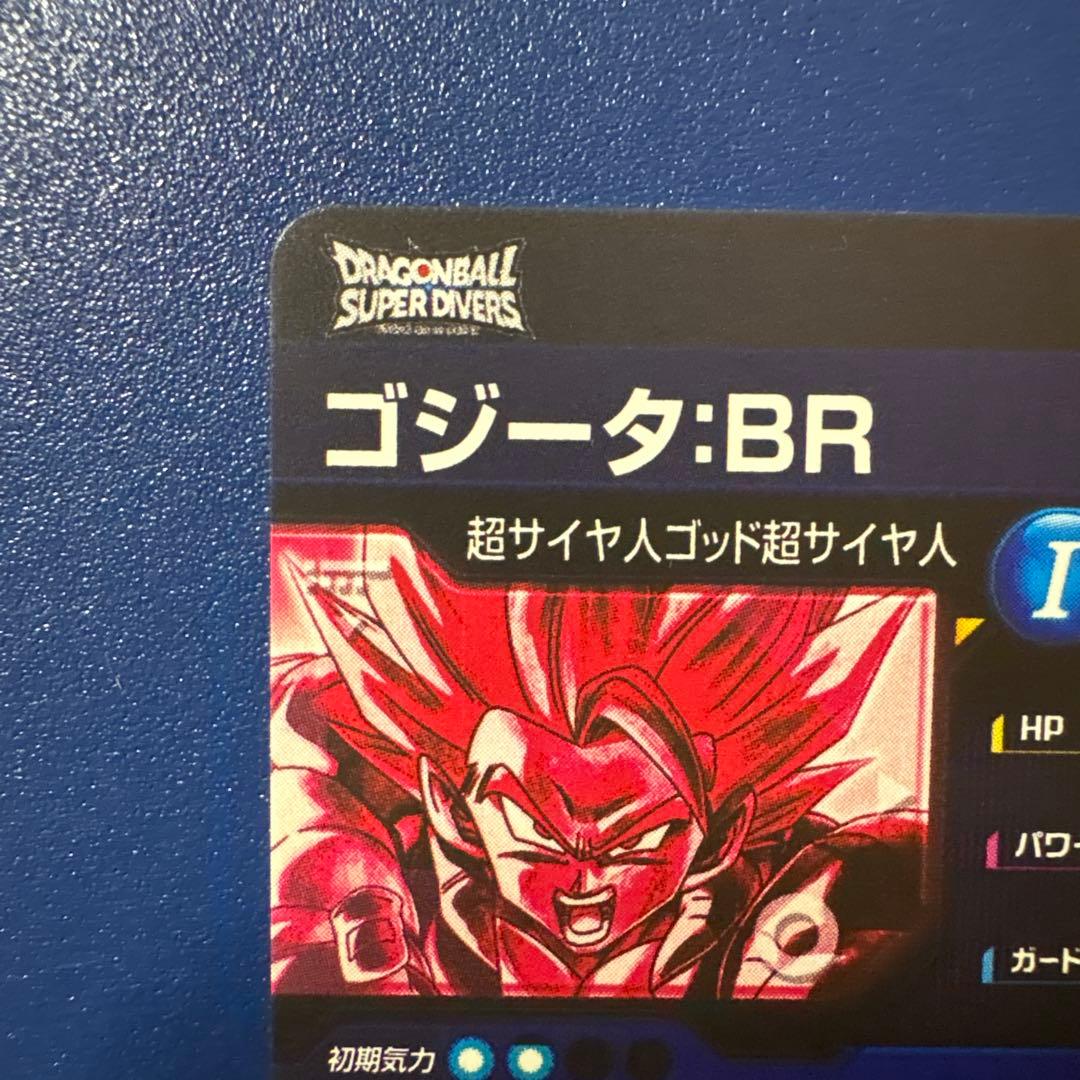 DRAGONBALL
SUPER DIVERS
ゴジータ:BR
超サイヤ人ゴッド超サイヤ人
HP
パワー
ガード
初期気力